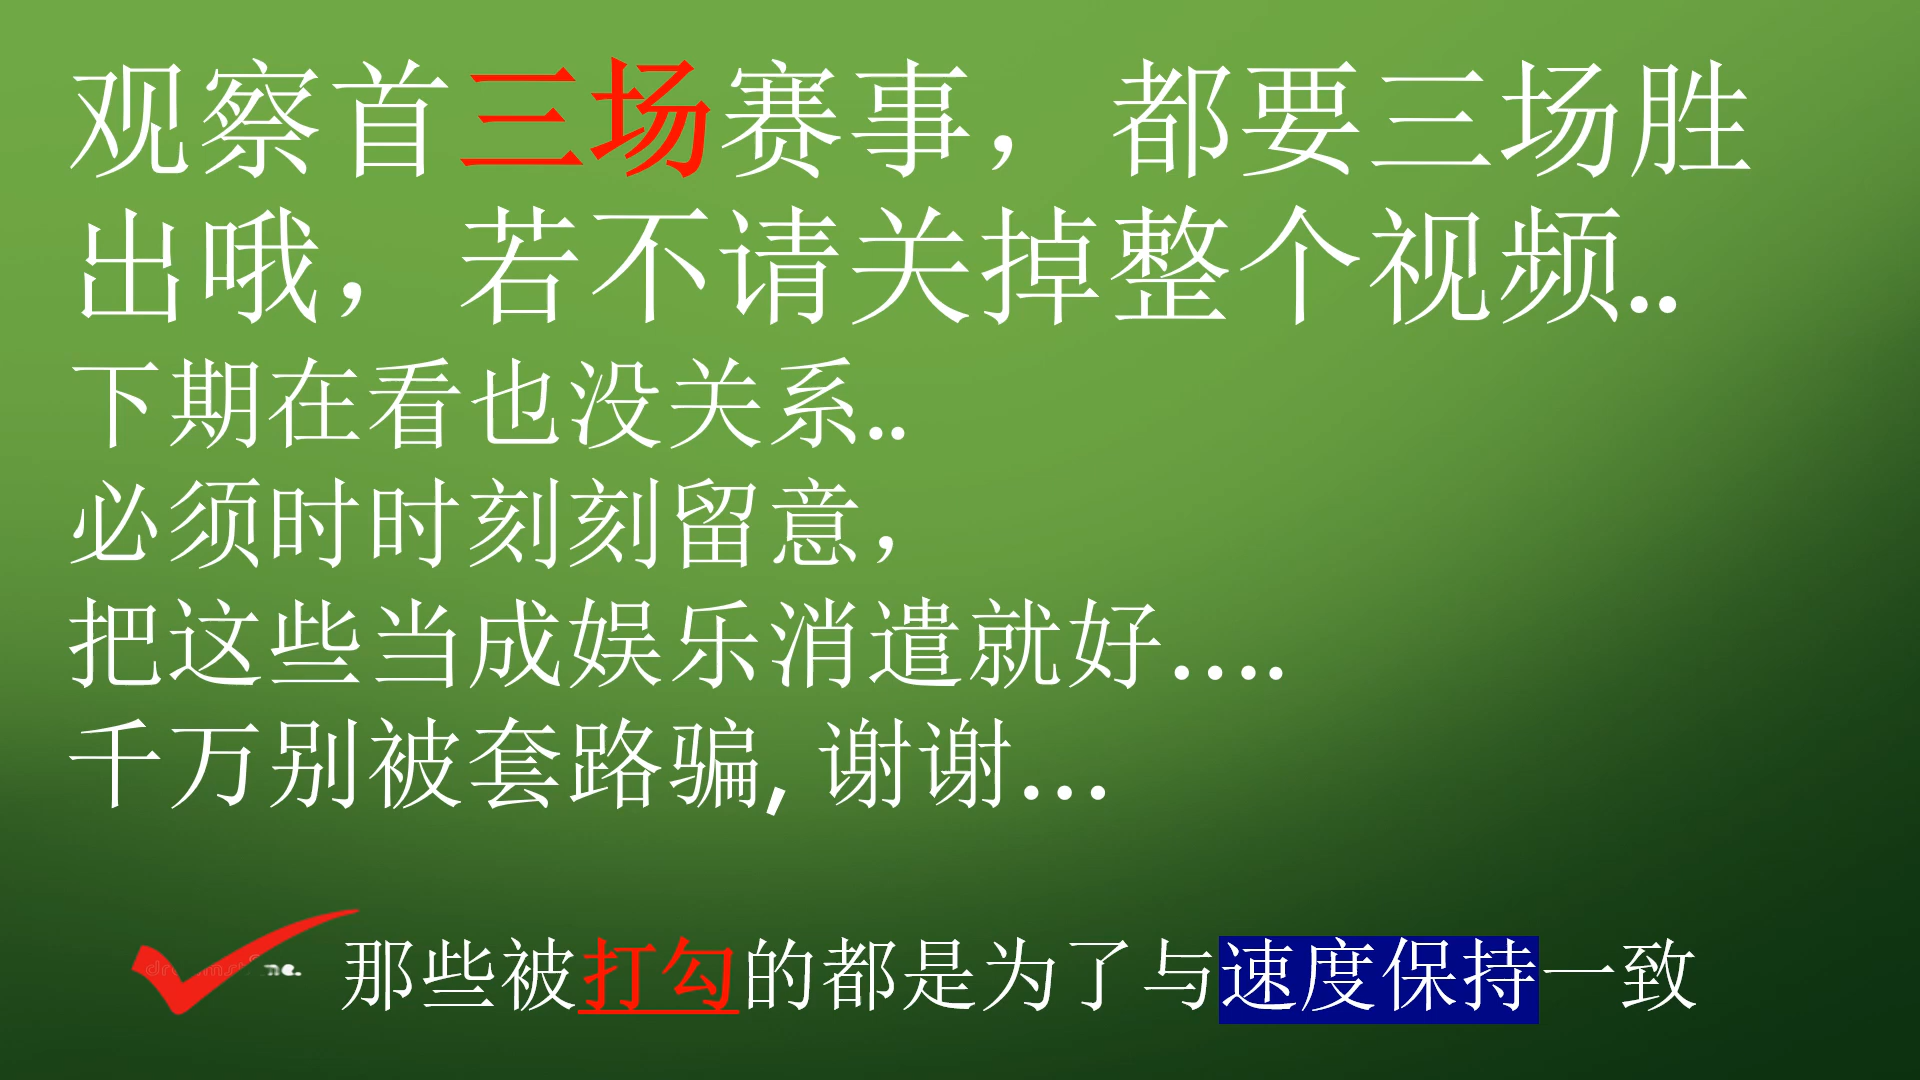 观察首三场赛事，都要三场胜
出哦，若不请关掉整个视频..
下期在看也没关系..
必须时时刻刻留意，
把这些当成娱乐消遣就好....
千万别被套路骗,谢谢...
那些被打勾的都是为了与速度保持一致